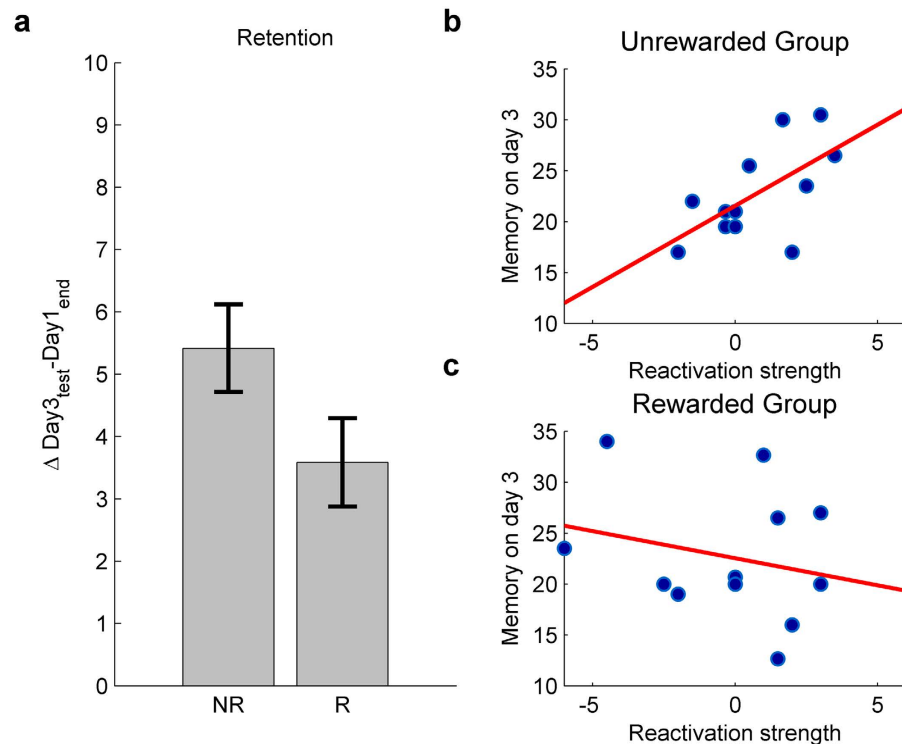 a
Retention
Δ Day3test-Day1end
10
9
8
7
6
5
4
3
2
1
0
NR
R
b
Unrewarded Group
Memory on day 3
35
30
25
20
15
10
-5
0
5
Reactivation strength
c
Rewarded Group
Memory on day 3
35
30
25
20
15
10
-5
0
5
Reactivation strength